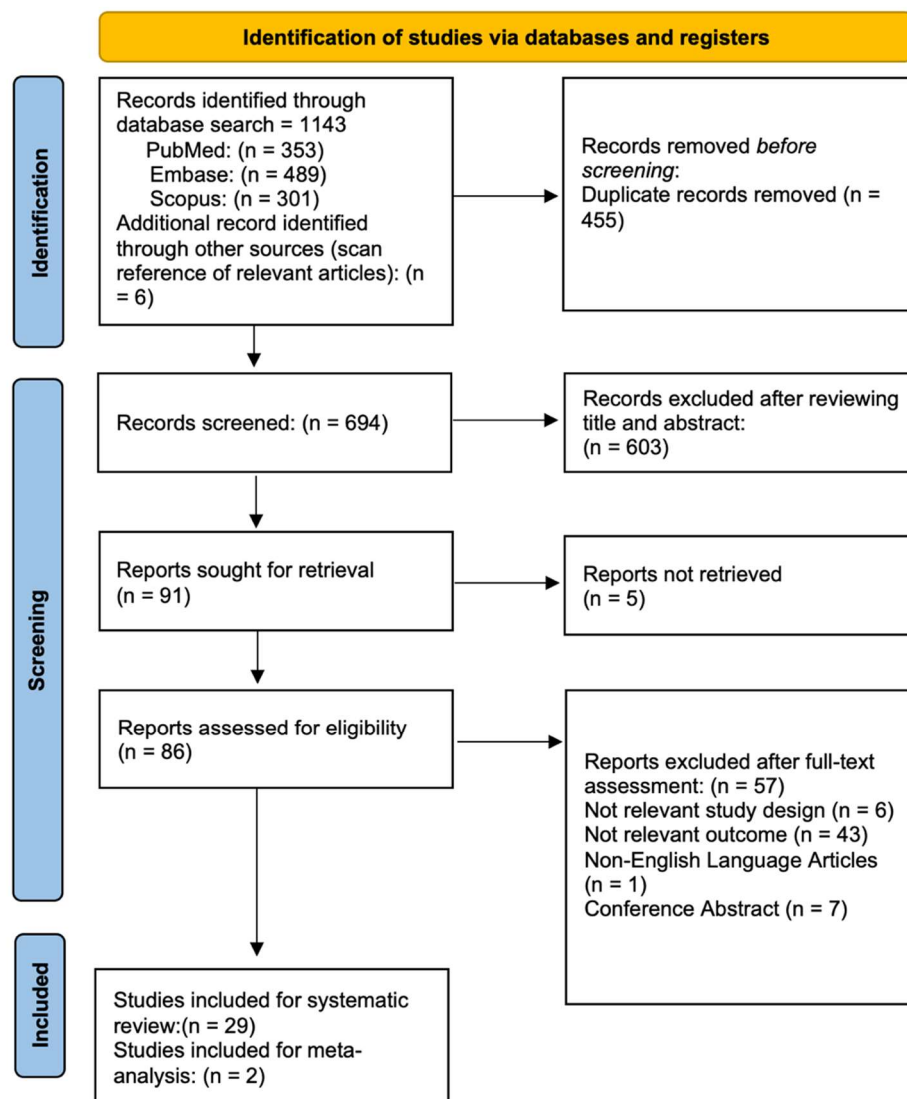 Identification of studies via databases and registers
Identification
Records identified through
database search = 1143
PubMed: (n = 353)
Embase: (n = 489)
Scopus: (n = 301)
Additional record identified
through other sources (scan
reference of relevant articles): (n
= 6)
Records removed before
screening:
Duplicate records removed (n =
455)
Screening
Records screened: (n = 694)
Records excluded after reviewing
title and abstract:
(n = 603)
Reports sought for retrieval
(n = 91)
Reports not retrieved
(n = 5)
Reports assessed for eligibility
(n = 86)
Reports excluded after full-text
assessment: (n = 57)
Not relevant study design (n = 6)
Not relevant outcome (n = 43)
Non-English Language Articles
(n = 1)
Conference Abstract (n = 7)
Included
Studies included for systematic
review:(n = 29)
Studies included for meta-
analysis: (n = 2)